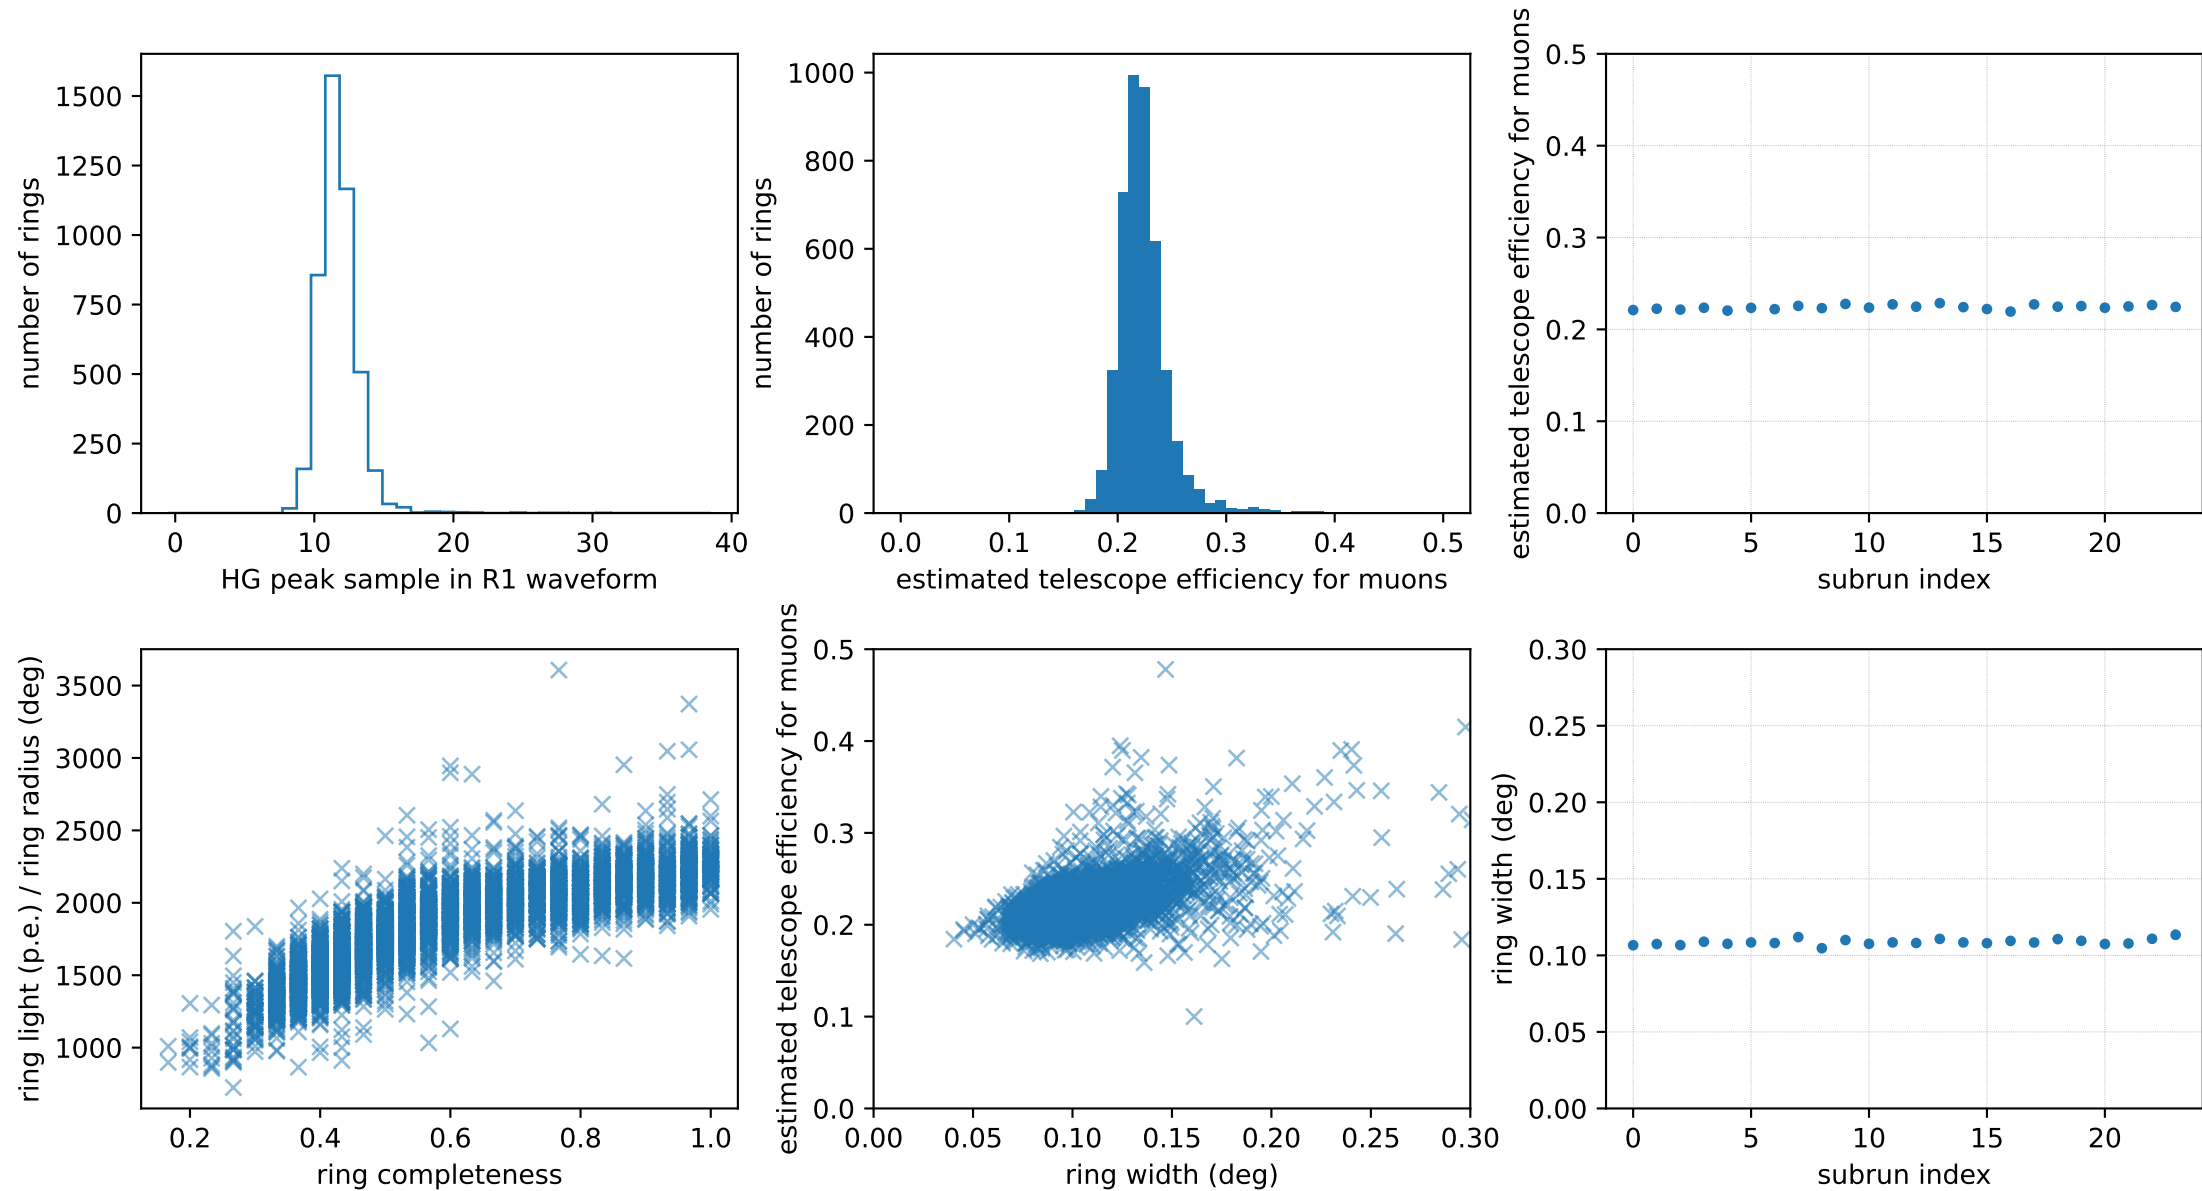 number of rings
1500
1250
1000
750
500
250
0
0 10 20 30 40
HG peak sample in R1 waveform
number of rings
1000
800
600
400
200
0
0.0 0.1 0.2 0.3 0.4 0.5
estimated telescope efficiency for muons
estimated telescope efficiency for muons
0.5
0.4
0.3
0.2
0.1
0.0
0 5 10 15 20
subrun index
ring light (p.e.) / ring radius (deg)
3500
3000
2500
2000
1500
1000
0.2 0.4 0.6 0.8 1.0
ring completeness
estimated telescope efficiency for muons
0.5
0.4
0.3
0.2
0.1
0.0
0.00 0.05 0.10 0.15 0.20 0.25 0.30
ring width (deg)
ring width (deg)
0.30
0.25
0.20
0.15
0.10
0.05
0.00
0 5 10 15 20
subrun index